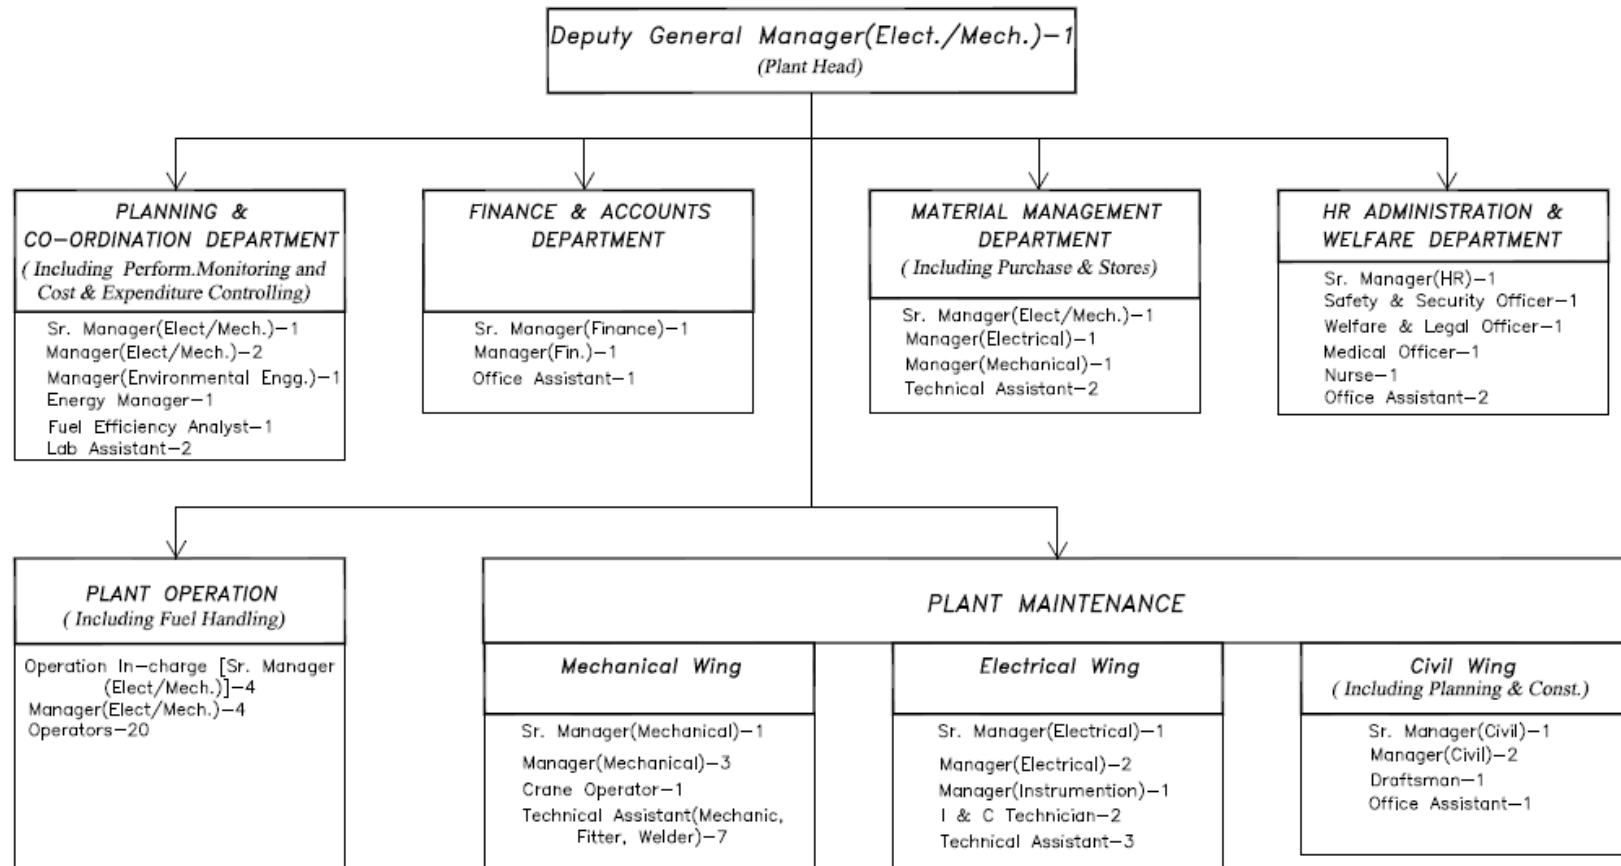 Deputy General Manager(Elect./Mech.)-1
(Plant Head)
PLANNING &
CO-ORDINATION DEPARTMENT
( Including Perform.Monitoring and
Cost & Expenditure Controlling)
Sr. Manager(Elect/Mech.)-1
Manager(Elect/Mech.)-2
Manager(Environmental Engg.)-1
Energy Manager-1
Fuel Efficiency Analyst-1
Lab Assistant-2
FINANCE & ACCOUNTS
DEPARTMENT
Sr. Manager(Finance)-1
Manager(Fin.)-1
Office Assistant-1
MATERIAL MANAGEMENT
DEPARTMENT
( Including Purchase & Stores)
Sr. Manager(Elect/Mech.)-1
Manager(Electrical)-1
Manager(Mechanical)-1
Technical Assistant-2
HR ADMINISTRATION &
WELFARE DEPARTMENT
Sr. Manager(HR)-1
Safety & Security Officer-1
Welfare & Legal Officer-1
Medical Officer-1
Nurse-1
Office Assistant-2
PLANT OPERATION
( Including Fuel Handling)
Operation In-charge [Sr. Manager
(Elect/Mech.)]-4
Manager(Elect/Mech.)-4
Operators-20
PLANT MAINTENANCE
Mechanical Wing
Sr. Manager(Mechanical)-1
Manager(Mechanical)-3
Crane Operator-1
Technical Assistant(Mechanic,
Fitter, Welder)-7
Electrical Wing
Sr. Manager(Electrical)-1
Manager(Electrical)-2
Manager(Instrumention)-1
I & C Technician-2
Technical Assistant-3
Civil Wing
( Including Planning & Const.)
Sr. Manager(Civil)-1
Manager(Civil)-2
Draftsman-1
Office Assistant-1